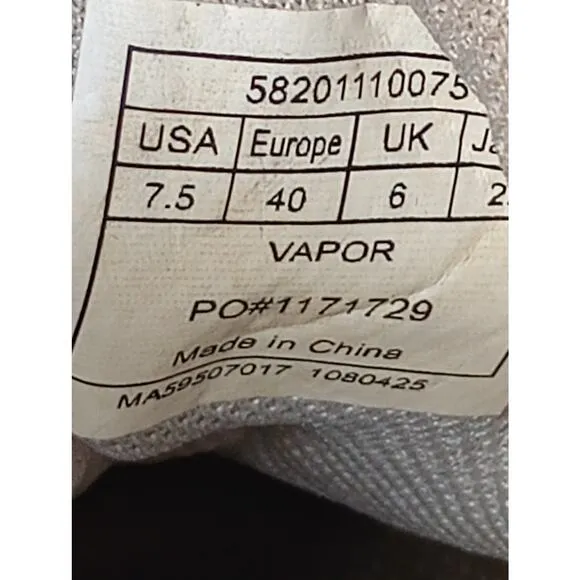 58201110075
USA Europe UK
7.5 40 6
VAPOR
PO#1171729
Made in China
MA59507017 1080425